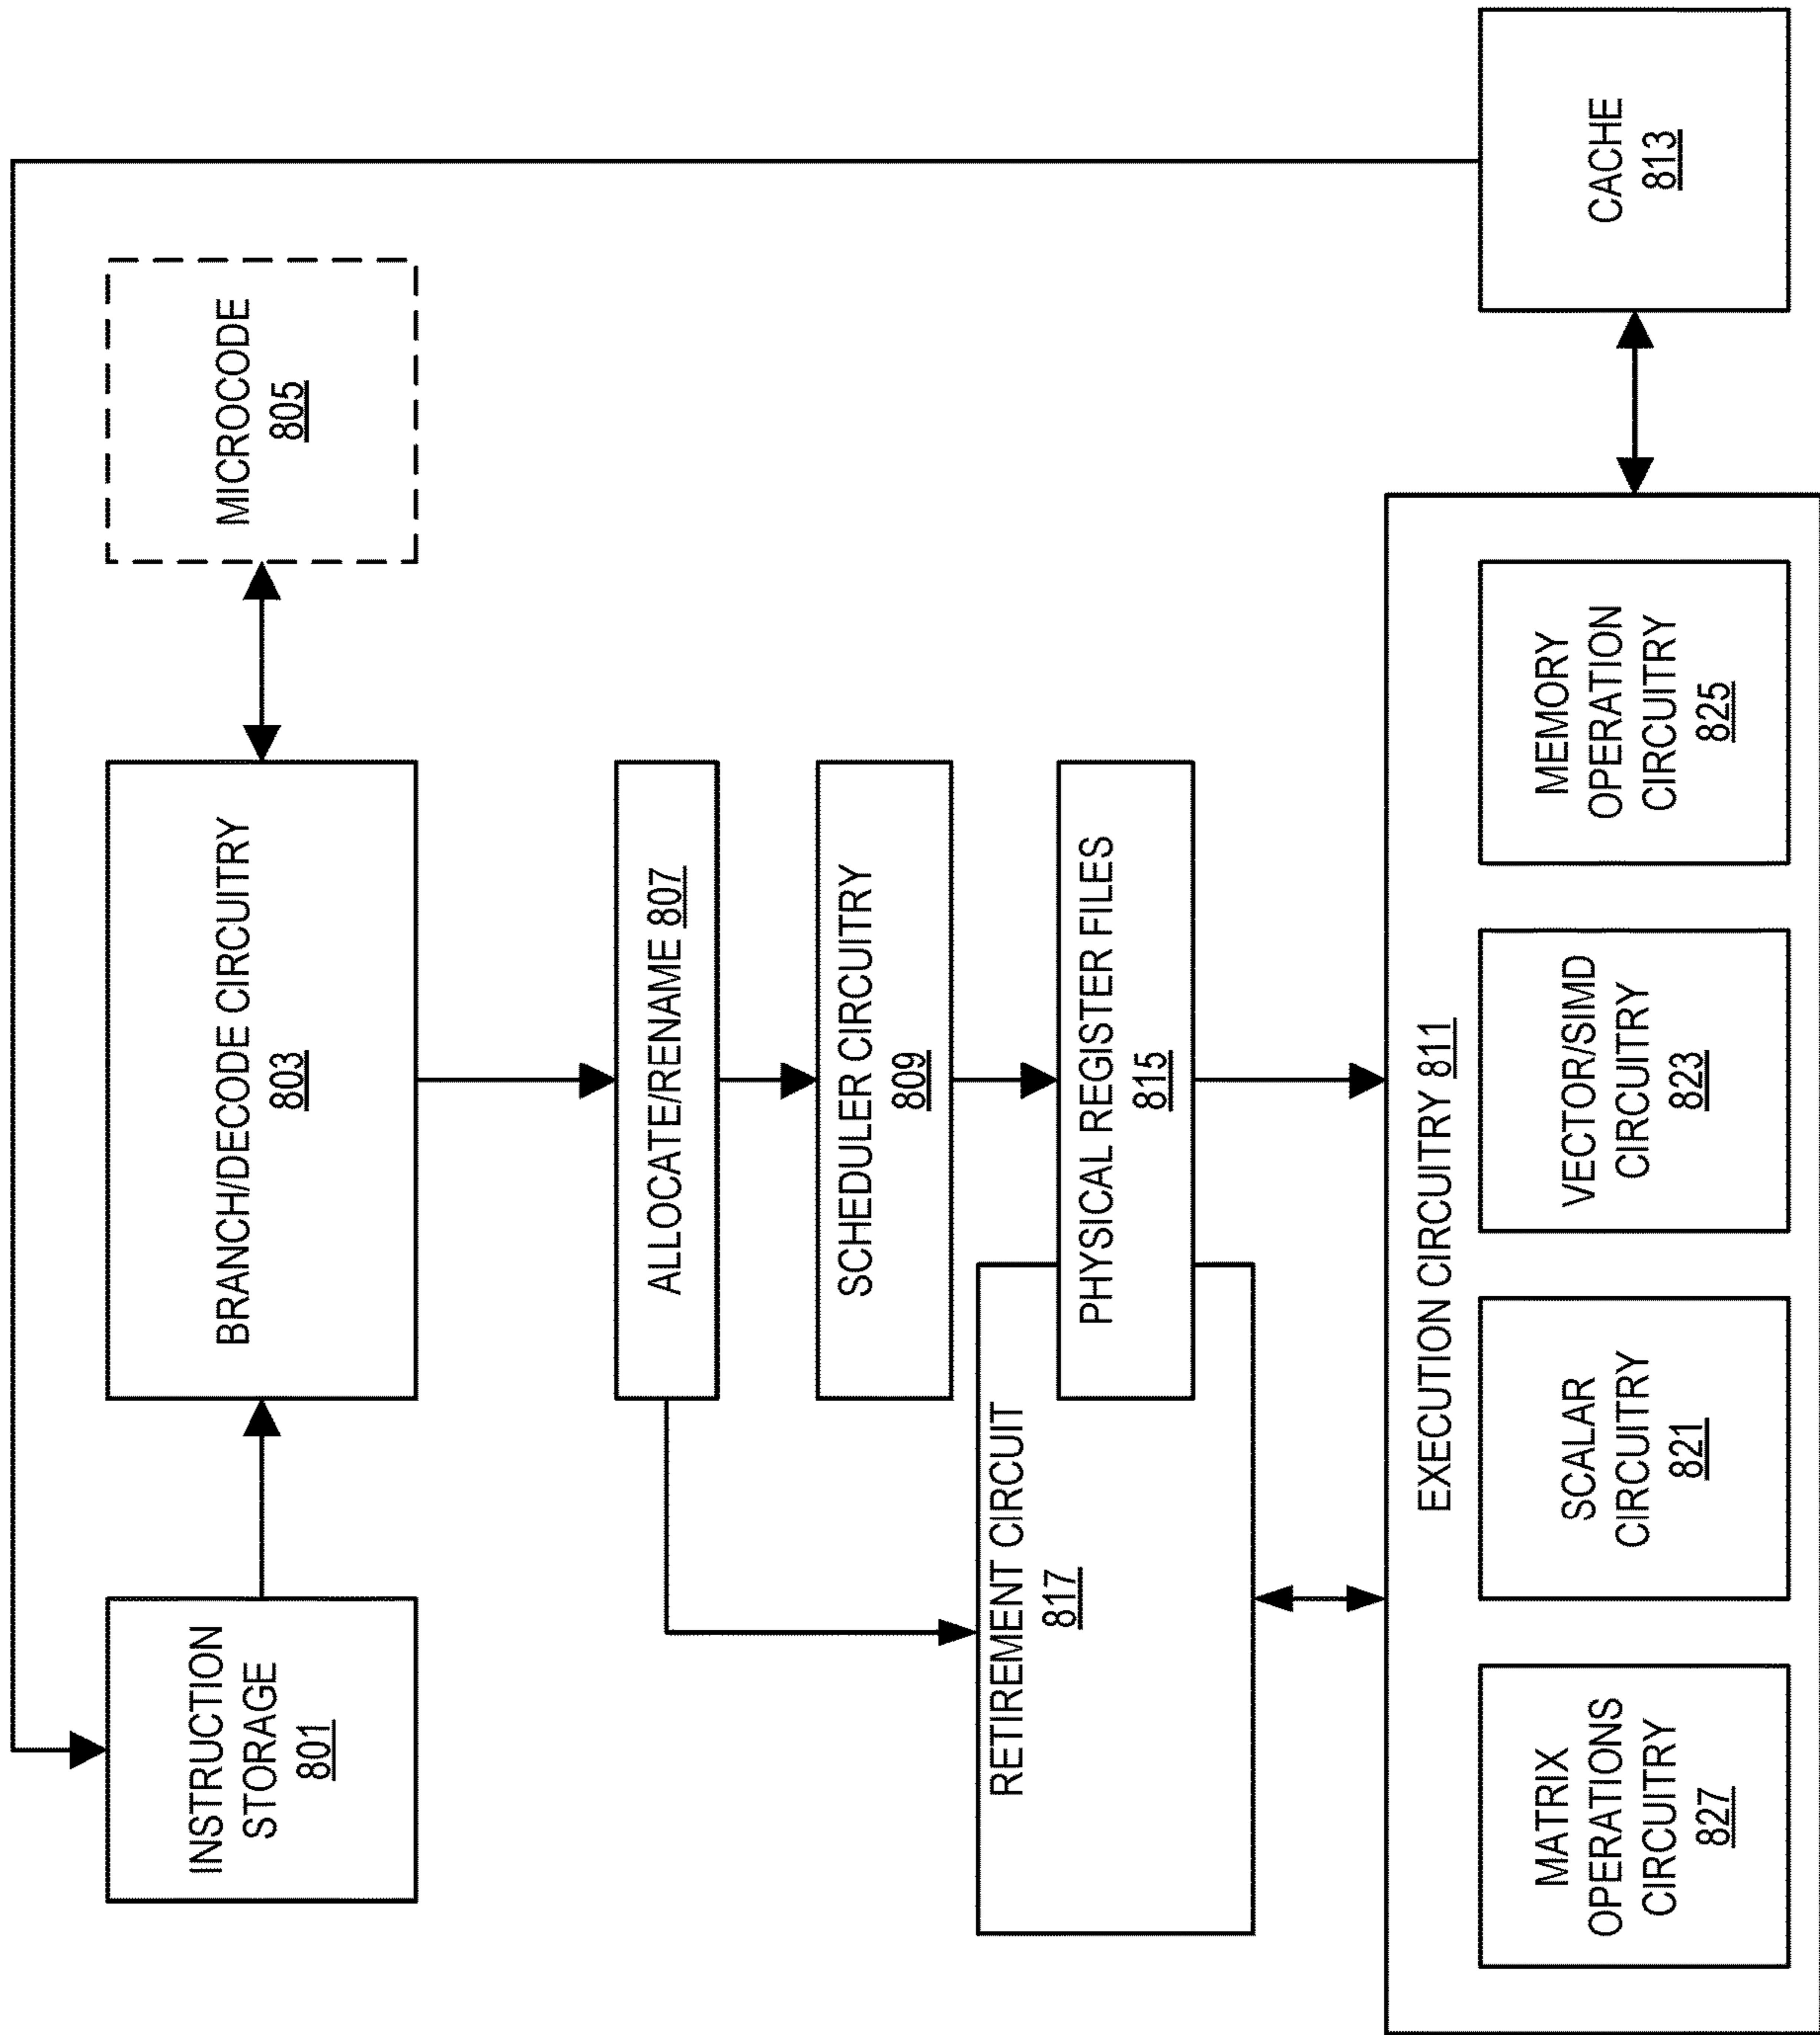 INSTRUCTION
STORAGE
801
BRANCH/DECODE CIRCUITRY
803
MICROCODE
805
ALLOCATE/RENAME 807
SCHEDULER CIRCUITRY
809
RETIREMENT CIRCUIT
817
PHYSICAL REGISTER FILES
815
EXECUTION CIRCUITRY 811
MATRIX
OPERATIONS
CIRCUITRY
827
SCALAR
CIRCUITRY
821
VECTOR/SIMD
CIRCUITRY
823
MEMORY
OPERATION
CIRCUITRY
825
CACHE
813